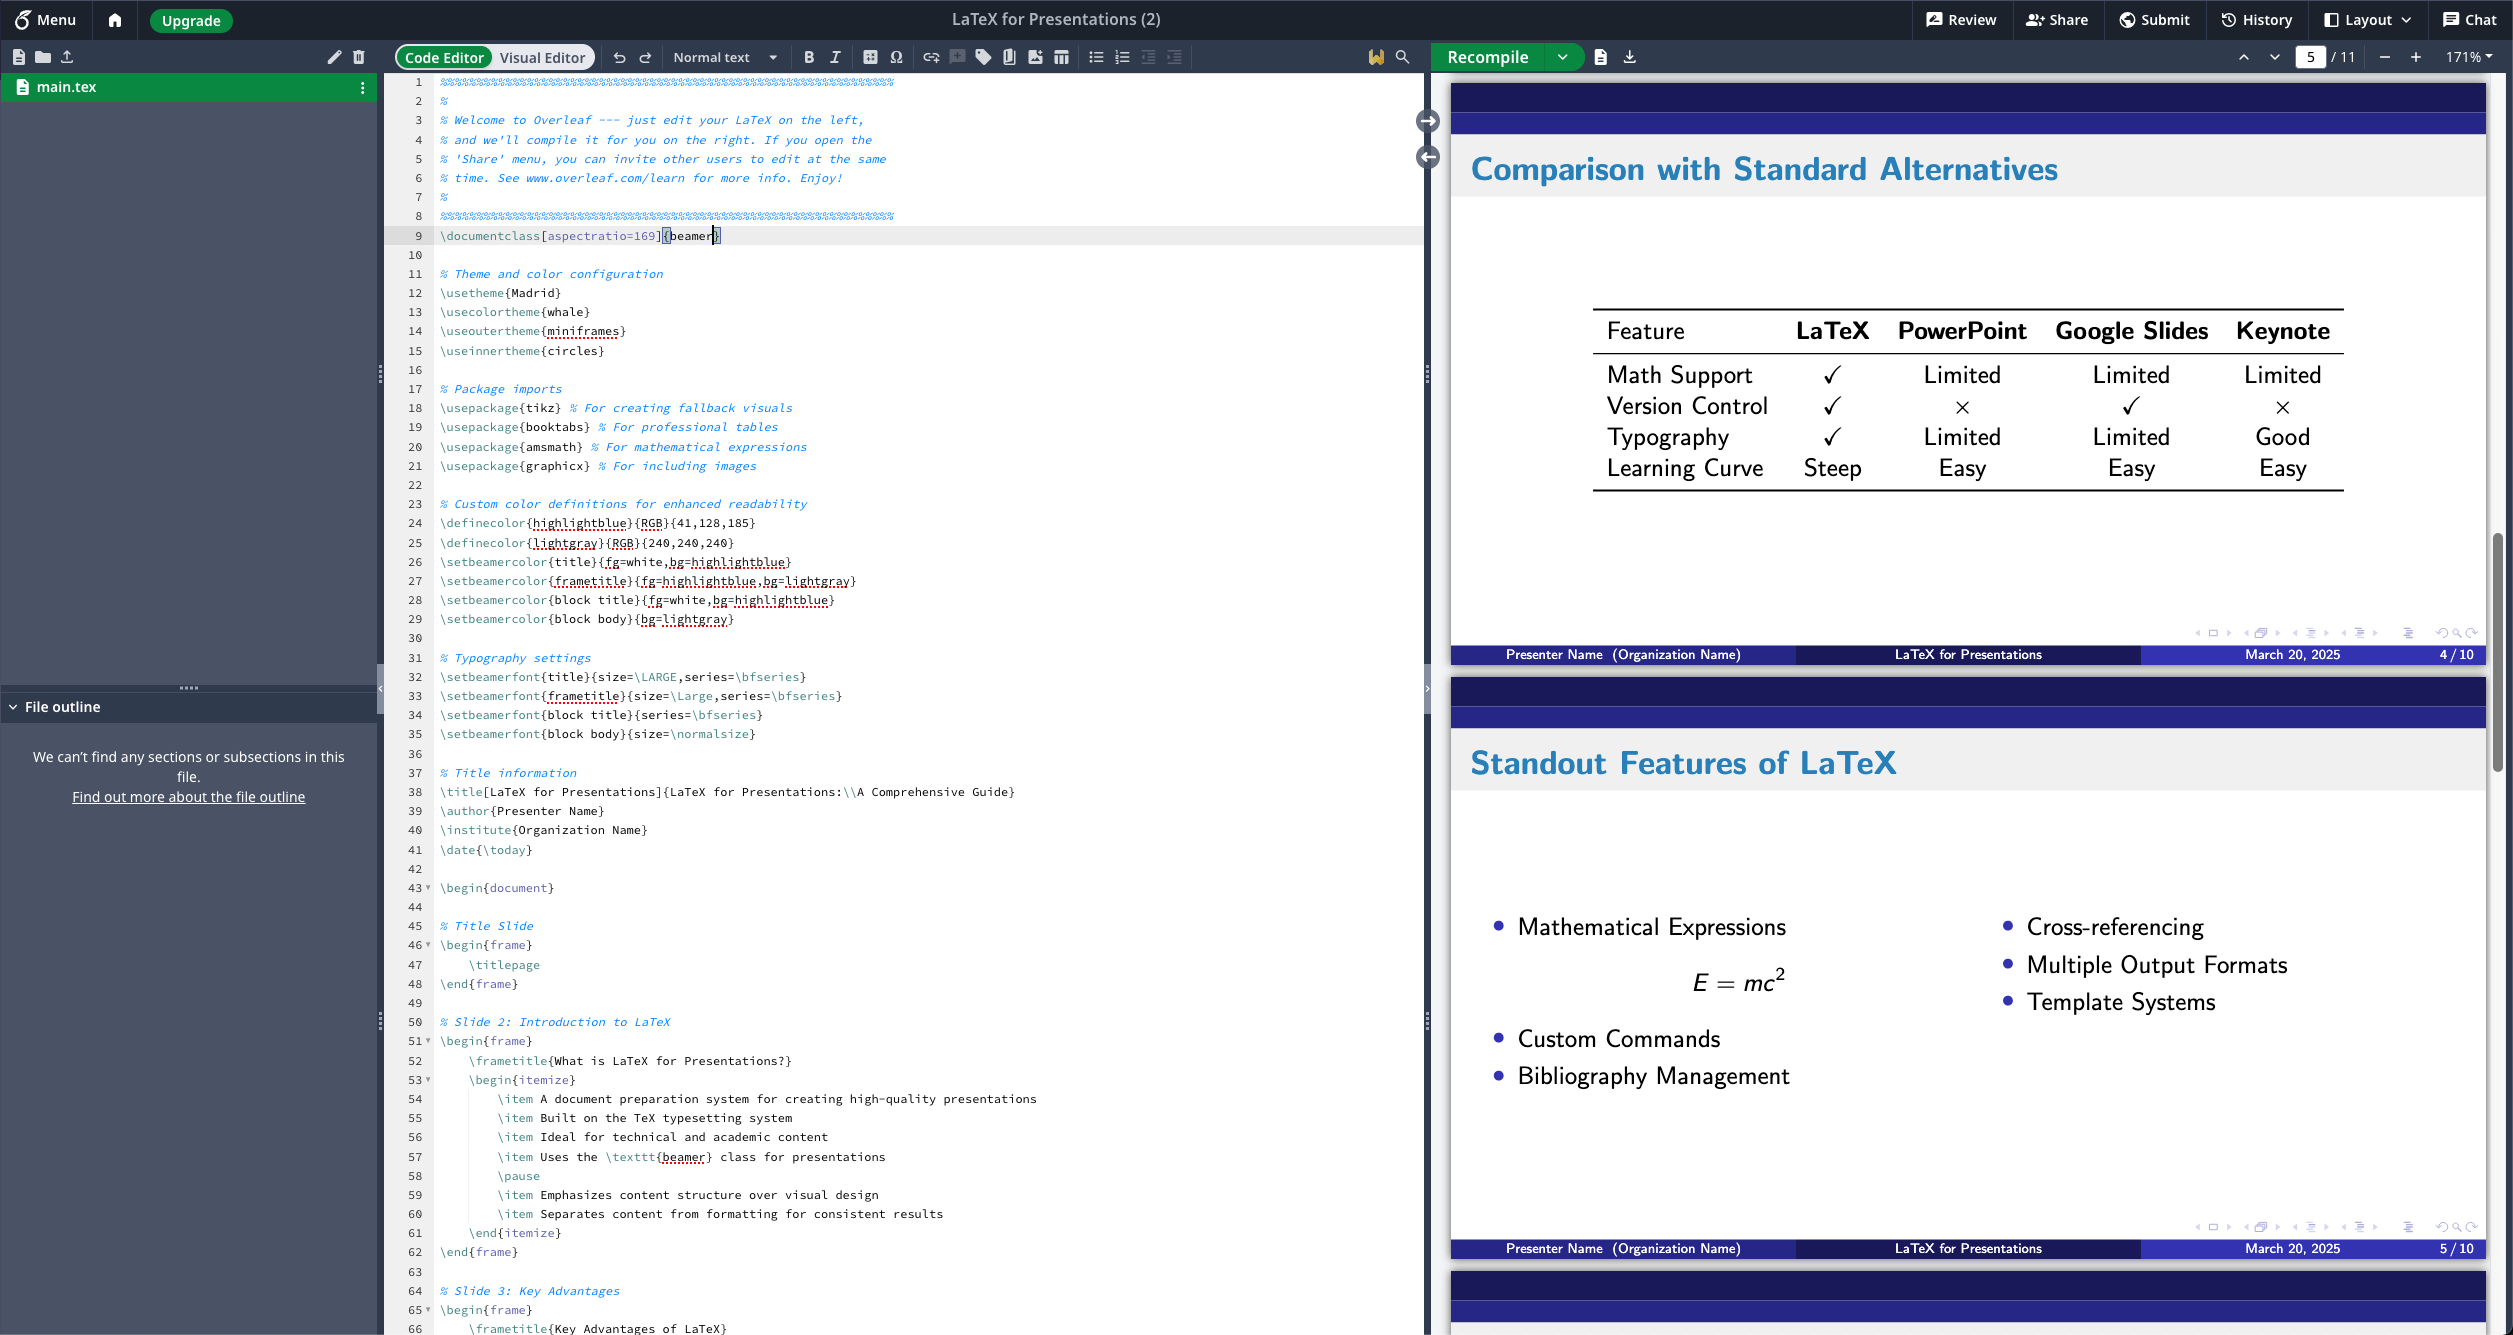 Menu
Upgrade
LaTeX for Presentations (2)
Review
Share
Submit
History
Layout
Chat
Code Editor
Visual Editor
Normal text
B
I
Ω
Recompile
5
/ 11
171%
main.tex
File outline
We can't find any sections or subsections in this
file.
Find out more about the file outline
1 %%%%%%%%%%%%%%%%%%%%%%%%%%%%%%%%%%%%%%%%%%%%%%%%%%%%%%%%%%%%%%%
2 %
3 % Welcome to Overleaf --- just edit your LaTeX on the left,
4 % and we'll compile it for you on the right. If you open the
5 % 'Share' menu, you can invite other users to edit at the same
6 % time. See www.overleaf.com/learn for more info. Enjoy!
7 %
8 %%%%%%%%%%%%%%%%%%%%%%%%%%%%%%%%%%%%%%%%%%%%%%%%%%%%%%%%%%%%%%%
9 \documentclass[aspectratio=169]{beamer}
10
11 % Theme and color configuration
12 \usetheme{Madrid}
13 \usecolortheme{whale}
14 \useoutertheme{miniframes}
15 \useinnertheme{circles}
16
17 % Package imports
18 \usepackage{tikz} % For creating fallback visuals
19 \usepackage{booktabs} % For professional tables
20 \usepackage{amsmath} % For mathematical expressions
21 \usepackage{graphicx} % For including images
22
23 % Custom color definitions for enhanced readability
24 \definecolor{highlightblue}{RGB}{41,128,185}
25 \definecolor{lightgray}{RGB}{240,240,240}
26 \setbeamercolor{title}{fg=white,bg=highlightblue}
27 \setbeamercolor{frametitle}{fg=highlightblue,bg=lightgray}
28 \setbeamercolor{block title}{fg=white,bg=highlightblue}
29 \setbeamercolor{block body}{bg=lightgray}
30
31 % Typography settings
32 \setbeamerfont{title}{size=\LARGE,series=\bfseries}
33 \setbeamerfont{frametitle}{size=\Large,series=\bfseries}
34 \setbeamerfont{block title}{series=\bfseries}
35 \setbeamerfont{block body}{size=\normalsize}
36
37 % Title information
38 \title[LaTeX for Presentations]{LaTeX for Presentations:\\A Comprehensive Guide}
39 \author{Presenter Name}
40 \institute{Organization Name}
41 \date{\today}
42
43 \begin{document}
44
45 % Title Slide
46 \begin{frame}
47 \titlepage
48 \end{frame}
49
50 % Slide 2: Introduction to LaTeX
51 \begin{frame}
52 \frametitle{What is LaTeX for Presentations?}
53 \begin{itemize}
54 \item A document preparation system for creating high-quality presentations
55 \item Built on the TeX typesetting system
56 \item Ideal for technical and academic content
57 \item Uses the \texttt{beamer} class for presentations
58 \pause
59 \item Emphasizes content structure over visual design
60 \item Separates content from formatting for consistent results
61 \end{itemize}
62 \end{frame}
63
64 % Slide 3: Key Advantages
65 \begin{frame}
66 \frametitle{Key Advantages of LaTeX}
Comparison with Standard Alternatives
Feature LaTeX PowerPoint Google Slides Keynote
Math Support ✓ Limited Limited Limited
Version Control ✓ × ✓ ×
Typography ✓ Limited Limited Good
Learning Curve Steep Easy Easy Easy
Presenter Name (Organization Name) LaTeX for Presentations March 20, 2025 4 / 10
Standout Features of LaTeX
Mathematical Expressions
E = mc²
Custom Commands
Bibliography Management
Cross-referencing
Multiple Output Formats
Template Systems
Presenter Name (Organization Name) LaTeX for Presentations March 20, 2025 5 / 10